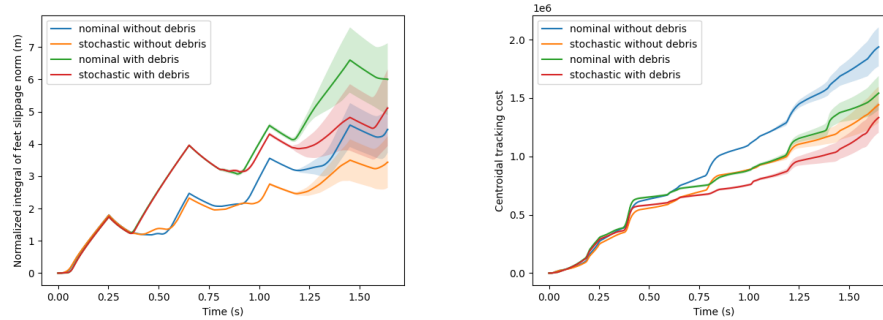 Normalized integral of feet slippage norm (m)
7
6
5
4
3
2
1
0
nominal without debris
stochastic without debris
nominal with debris
stochastic with debris
0.00 0.25 0.50 0.75 1.00 1.25 1.50
Time (s)
1e6
Centroidal tracking cost
2.0
1.5
1.0
0.5
0.0
nominal without debris
stochastic without debris
nominal with debris
stochastic with debris
0.00 0.25 0.50 0.75 1.00 1.25 1.50
Time (s)